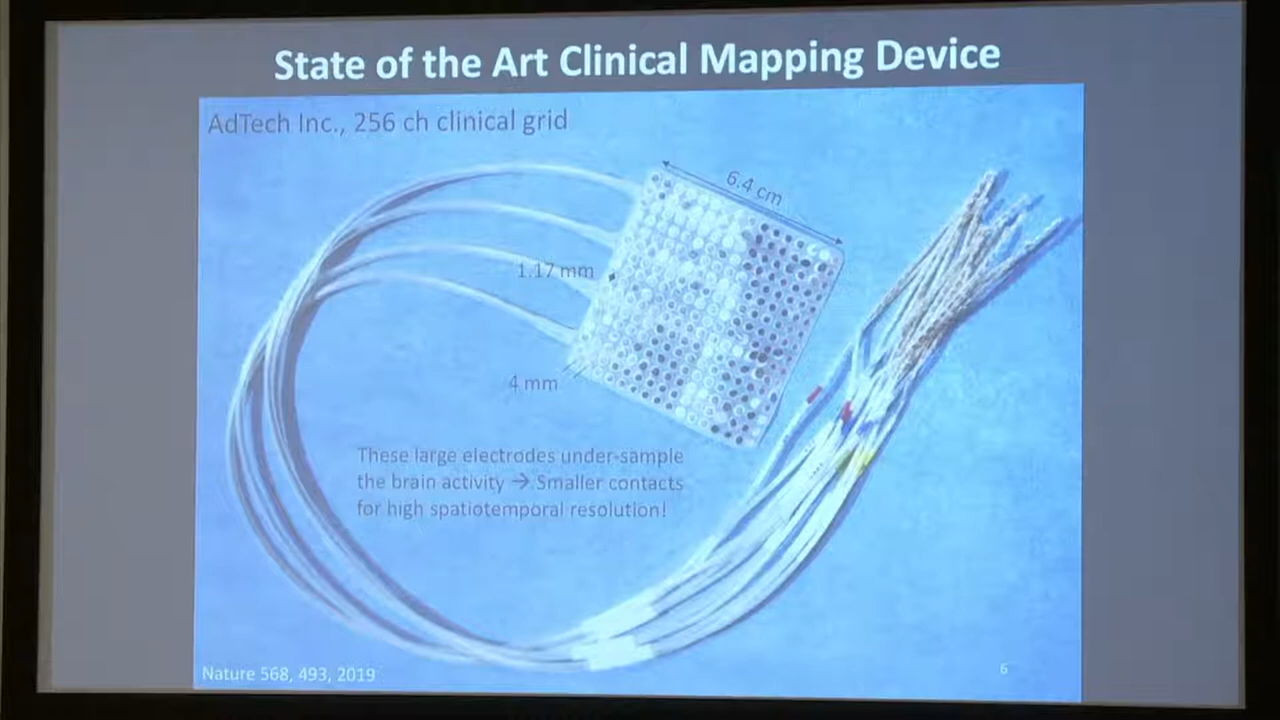 State of the Art Clinical Mapping Device
AdTech Inc., 256 ch clinical grid
6.4 cm
1.17 mm
4 mm
These large electrodes under-sample
the brain activity → Smaller contacts
for high spatiotemporal resolution!
Nature 568, 493, 2019
6